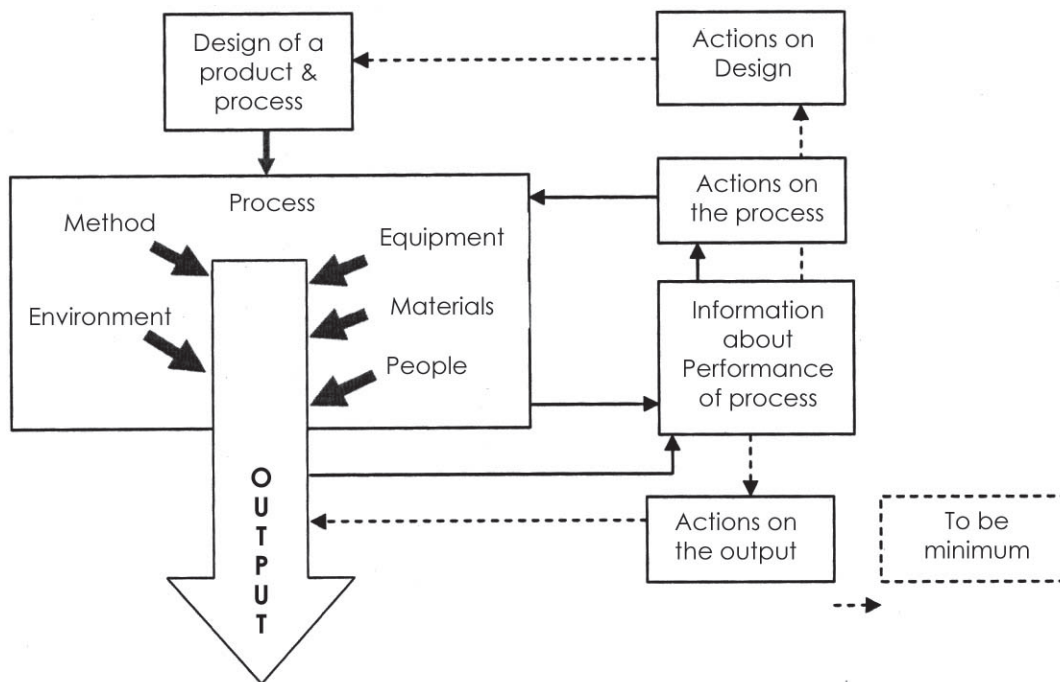 Design of a
product &
process
Actions on
Design
Process
Method
Equipment
Environment
Materials
People
Actions on
the process
Information
about
Performance
of process
OUTPUT
Actions on
the output
To be
minimum